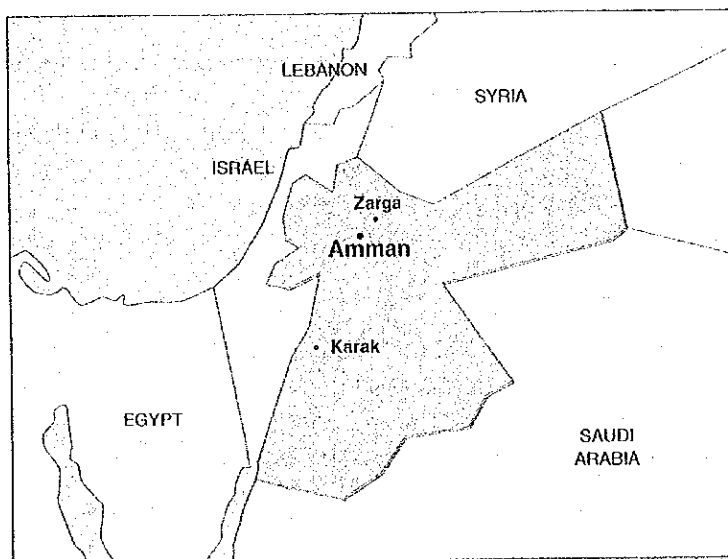 LEBANON
SYRIA
ISRAEL
Zarga
Amman
Karak
EGYPT
SAUDI
ARABIA